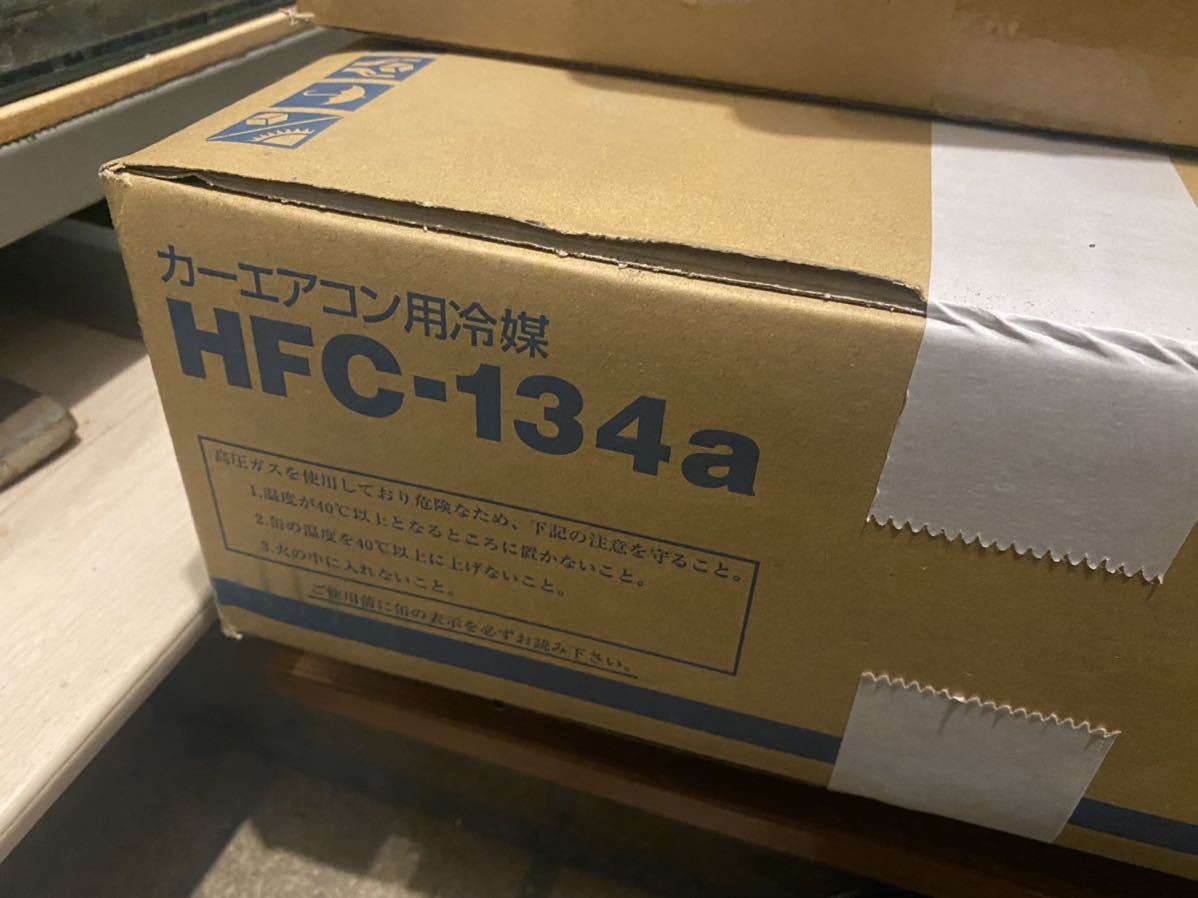 カーエアコン用冷媒
HFC-134a
高圧ガスを使用しており危険なため、下記の注意を守ること。
1.温度が40℃以上となるところに置かないこと。
2.缶の温度を40℃以上に上げないこと。
3.火の中に入れないこと。
ご使用前に缶の表示を必ずお読み下さい。